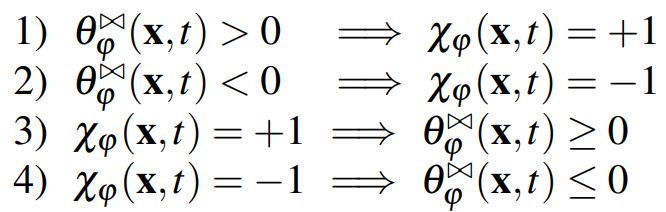 1) θ_φ^⋈(𝐱,t) > 0 ⟹ χ_φ(𝐱,t) = +1
2) θ_φ^⋈(𝐱,t) < 0 ⟹ χ_φ(𝐱,t) = −1
3) χ_φ(𝐱,t) = +1 ⟹ θ_φ^⋈(𝐱,t) ≥ 0
4) χ_φ(𝐱,t) = −1 ⟹ θ_φ^⋈(𝐱,t) ≤ 0